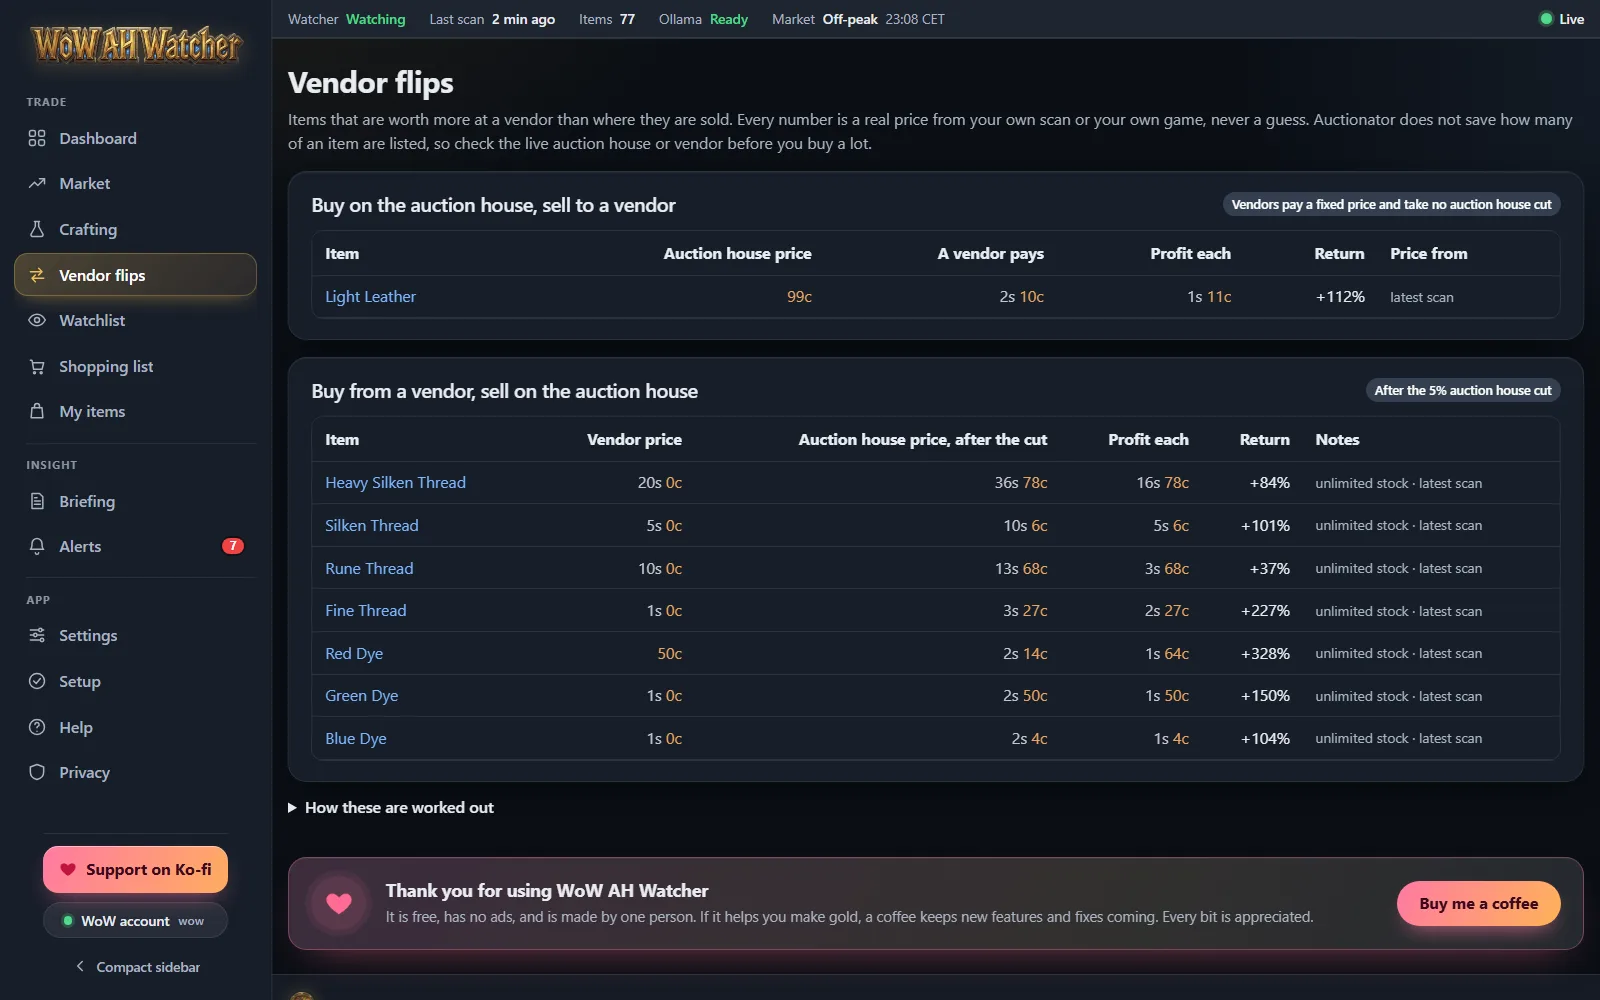 WoW AH Watcher
TRADE
Dashboard
Market
Crafting
Vendor flips
Watchlist
Shopping list
My items
INSIGHT
Briefing
Alerts 7
APP
Settings
Setup
Help
Privacy
Support on Ko-fi
WoW account wow
Compact sidebar
Watcher Watching Last scan 2 min ago Items 77 Ollama Ready Market Off-peak 23:08 CET Live
Vendor flips
Items that are worth more at a vendor than where they are sold. Every number is a real price from your own scan or your own game, never a guess. Auctionator does not save how many
of an item are listed, so check the live auction house or vendor before you buy a lot.
Buy on the auction house, sell to a vendor Vendors pay a fixed price and take no auction house cut
Item Auction house price A vendor pays Profit each Return Price from
Light Leather 99c 2s 10c 1s 11c +112% latest scan
Buy from a vendor, sell on the auction house After the 5% auction house cut
Item Vendor price Auction house price, after the cut Profit each Return Notes
Heavy Silken Thread 20s 0c 36s 78c 16s 78c +84% unlimited stock · latest scan
Silken Thread 5s 0c 10s 6c 5s 6c +101% unlimited stock · latest scan
Rune Thread 10s 0c 13s 68c 3s 68c +37% unlimited stock · latest scan
Fine Thread 1s 0c 3s 27c 2s 27c +227% unlimited stock · latest scan
Red Dye 50c 2s 14c 1s 64c +328% unlimited stock · latest scan
Green Dye 1s 0c 2s 50c 1s 50c +150% unlimited stock · latest scan
Blue Dye 1s 0c 2s 4c 1s 4c +104% unlimited stock · latest scan
How these are worked out
Thank you for using WoW AH Watcher
It is free, has no ads, and is made by one person. If it helps you make gold, a coffee keeps new features and fixes coming. Every bit is appreciated.
Buy me a coffee